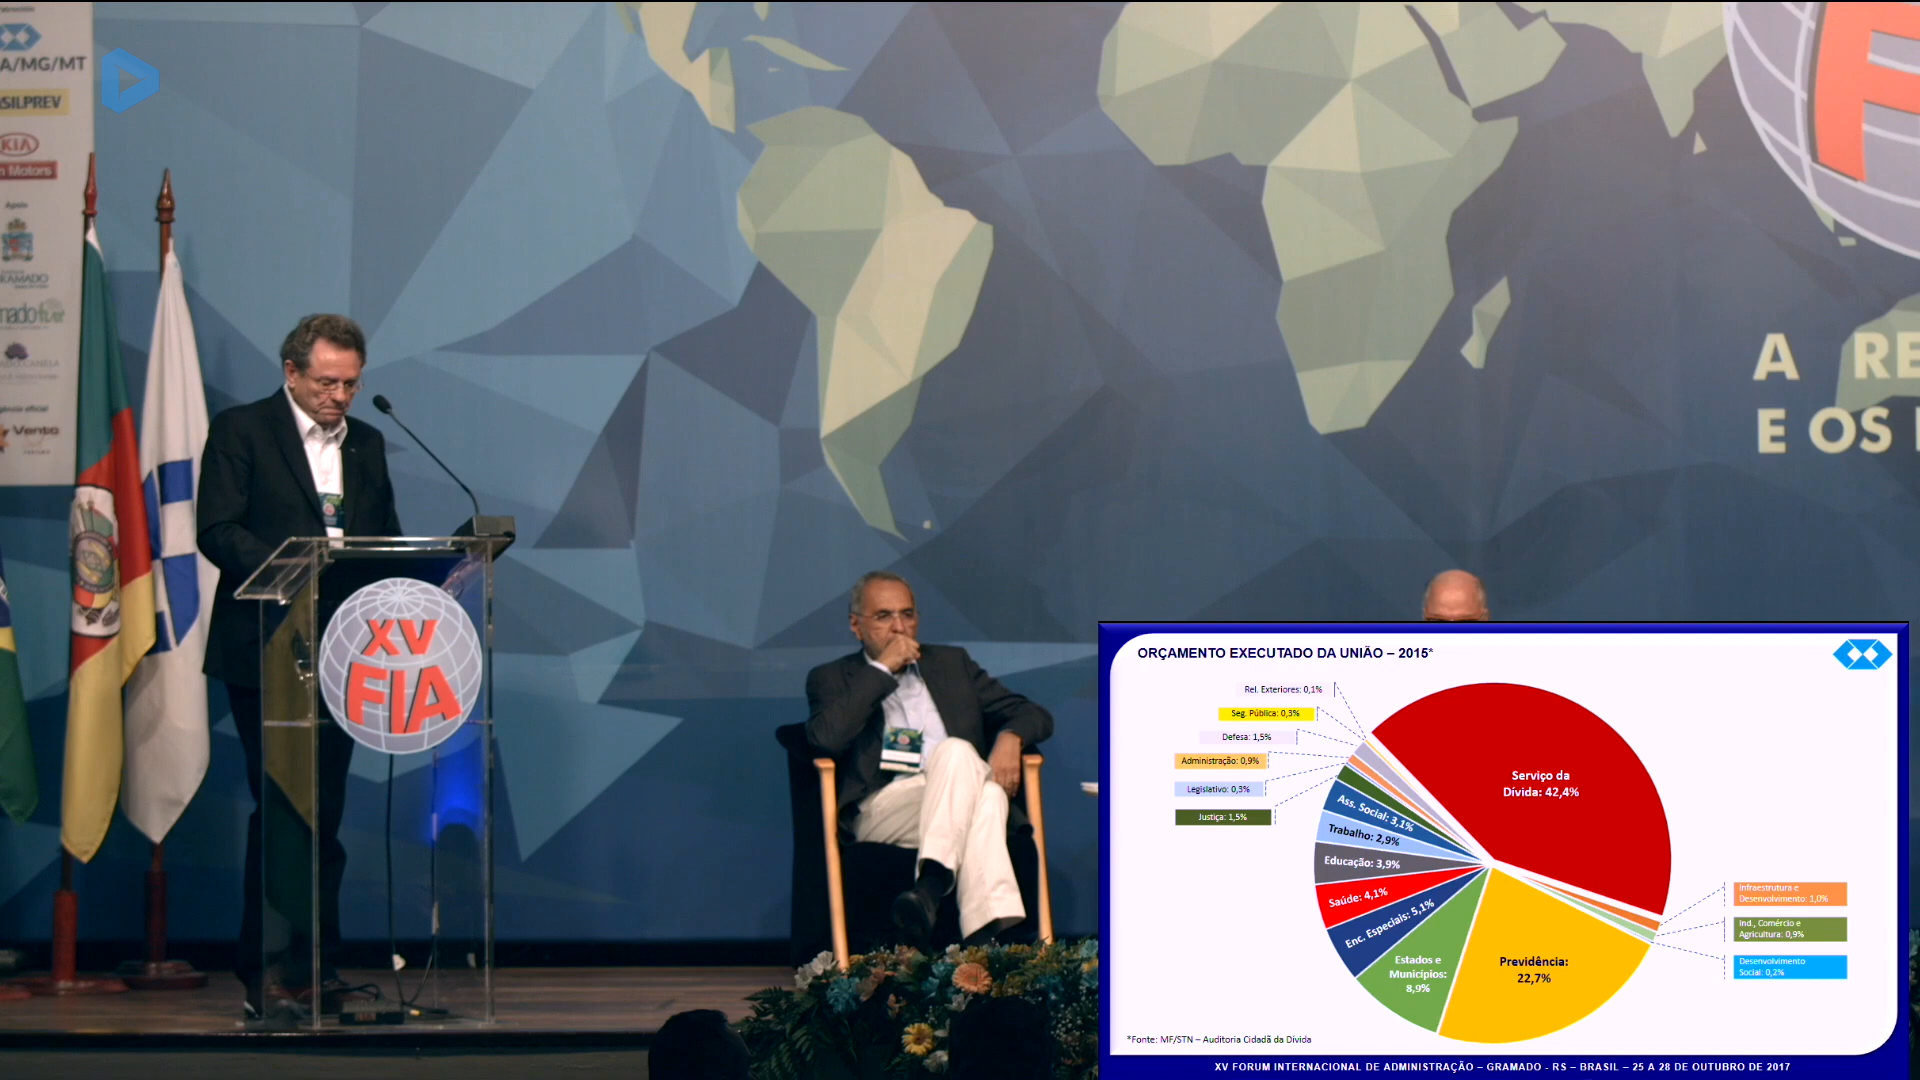 A/MG/MT
SILPREV
KIA
Motors
Apoio
GRAMADO
Vento
XV
FIA
A RE
E OS
ORÇAMENTO EXECUTADO DA UNIÃO – 2015*
Rel. Exteriores: 0,1%
Seg. Pública: 0,3%
Defesa: 1,5%
Administração: 0,9%
Legislativo: 0,3%
Justiça: 1,5%
Serviço da
Dívida: 42,4%
Ass. Social: 3,1%
Trabalho: 2,9%
Educação: 3,9%
Saúde: 4,1%
Enc. Especiais: 5,1%
Estados e
Municípios:
8,9%
Previdência:
22,7%
Infraestrutura e
Desenvolvimento: 1,0%
Ind., Comércio e
Agricultura: 0,9%
Desenvolvimento
Social: 0,2%
*Fonte: MF/STN – Auditoria Cidadã da Dívida
XV FORUM INTERNACIONAL DE ADMINISTRAÇÃO – GRAMADO - RS – BRASIL – 25 A 28 DE OUTUBRO DE 2017